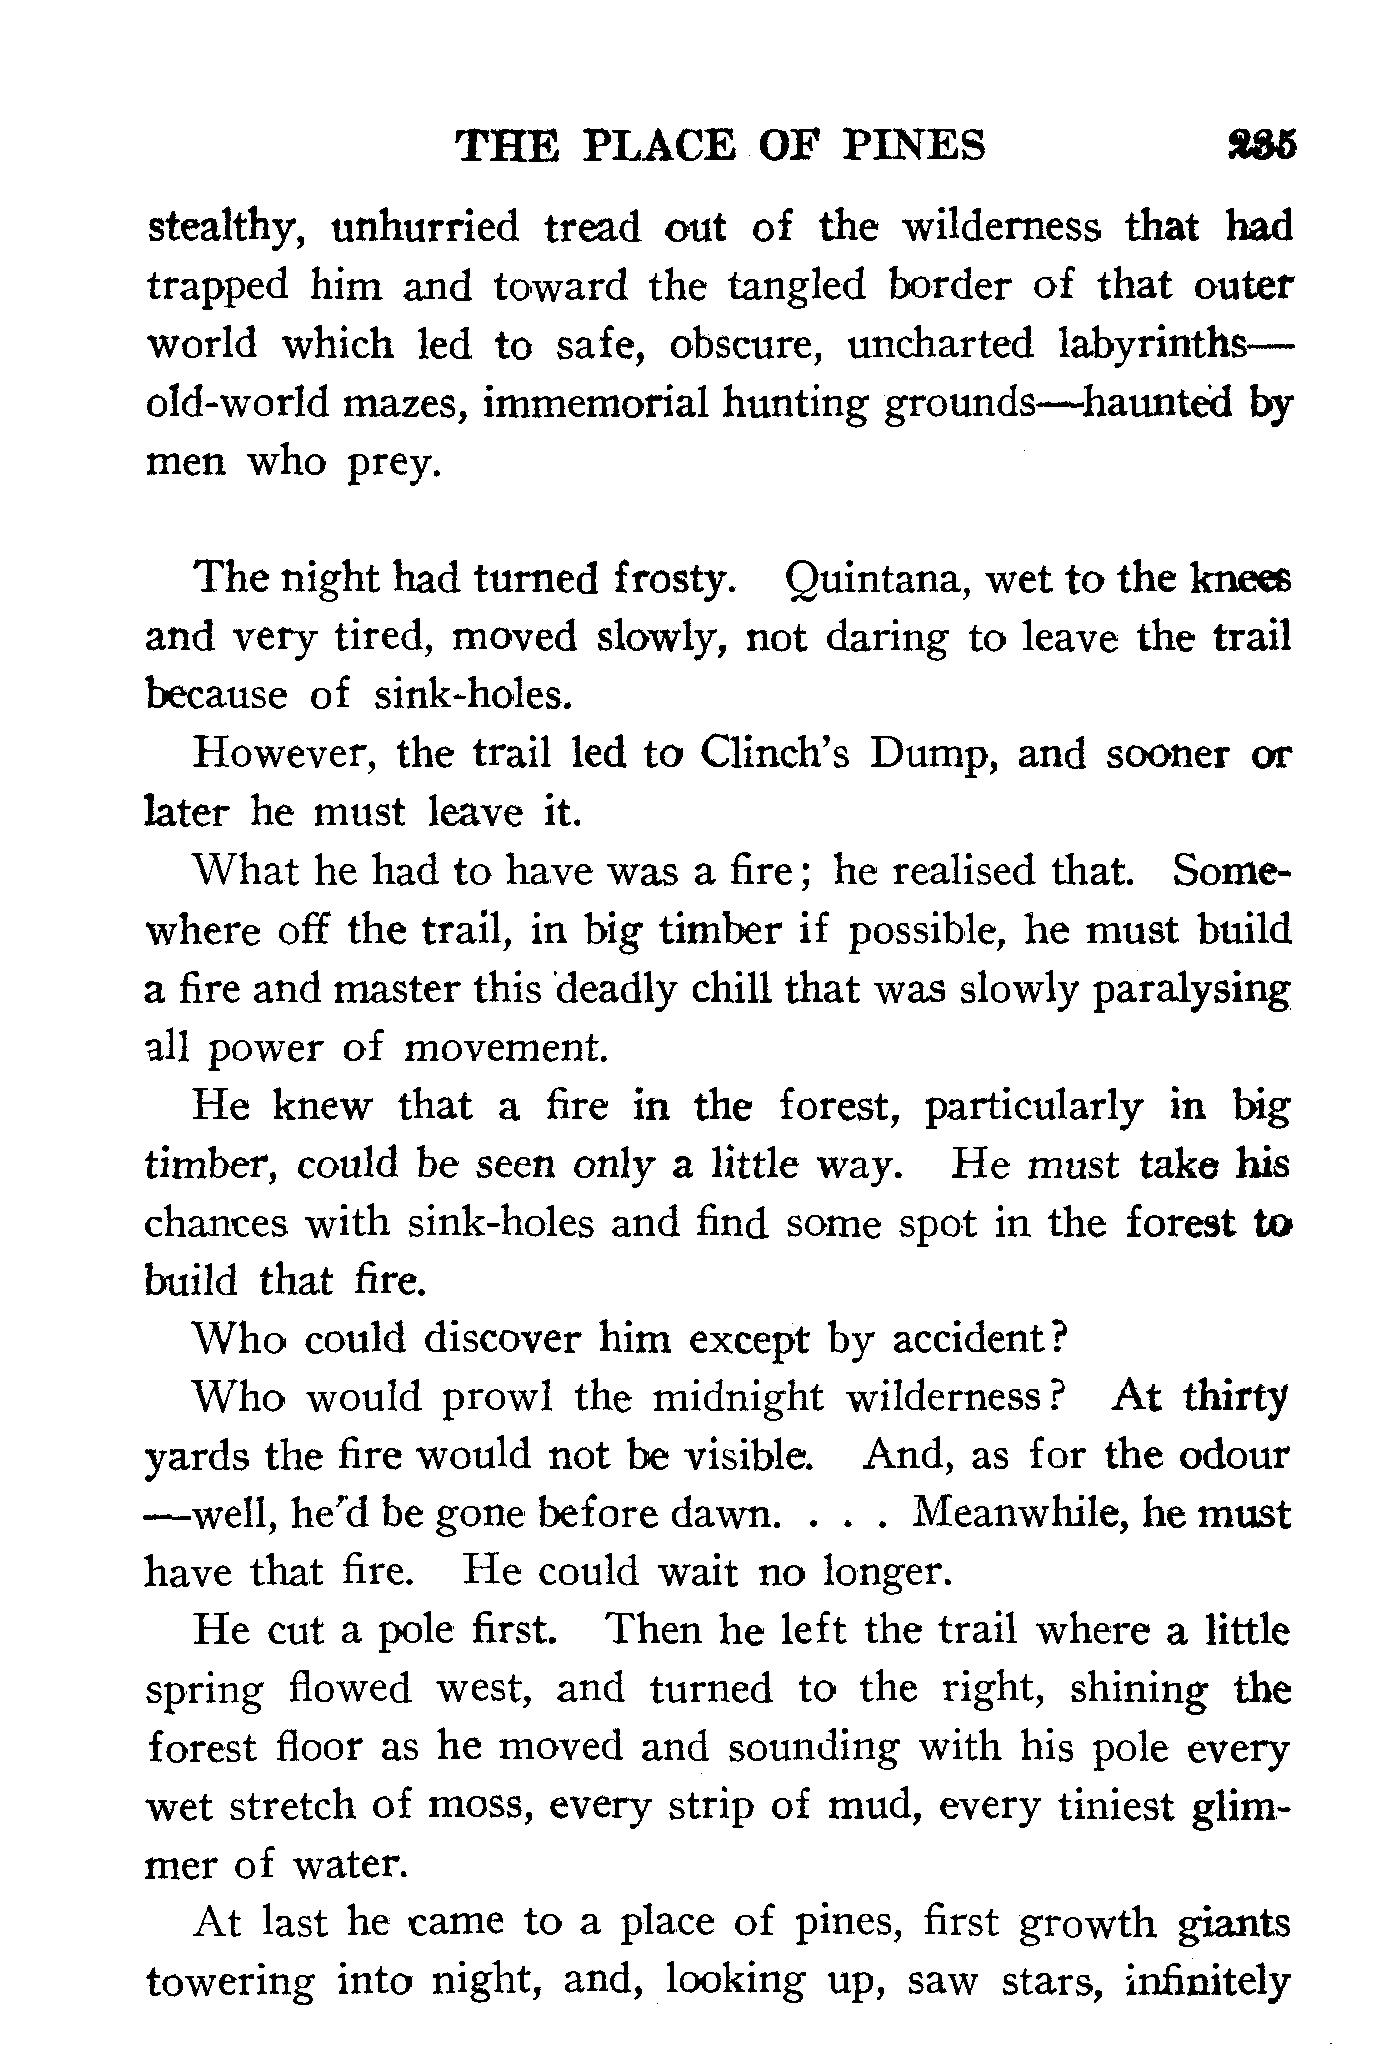 THE PLACE OF PINES 235
stealthy, unhurried tread out of the wilderness that had
trapped him and toward the tangled border of that outer
world which led to safe, obscure, uncharted labyrinths—
old-world mazes, immemorial hunting grounds—haunted by
men who prey.
The night had turned frosty. Quintana, wet to the knees
and very tired, moved slowly, not daring to leave the trail
because of sink-holes.
However, the trail led to Clinch's Dump, and sooner or
later he must leave it.
What he had to have was a fire; he realised that. Some-
where off the trail, in big timber if possible, he must build
a fire and master this deadly chill that was slowly paralysing
all power of movement.
He knew that a fire in the forest, particularly in big
timber, could be seen only a little way. He must take his
chances with sink-holes and find some spot in the forest to
build that fire.
Who could discover him except by accident?
Who would prowl the midnight wilderness? At thirty
yards the fire would not be visible. And, as for the odour
—well, he'd be gone before dawn. . . . Meanwhile, he must
have that fire. He could wait no longer.
He cut a pole first. Then he left the trail where a little
spring flowed west, and turned to the right, shining the
forest floor as he moved and sounding with his pole every
wet stretch of moss, every strip of mud, every tiniest glim-
mer of water.
At last he came to a place of pines, first growth giants
towering into night, and, looking up, saw stars, infinitely